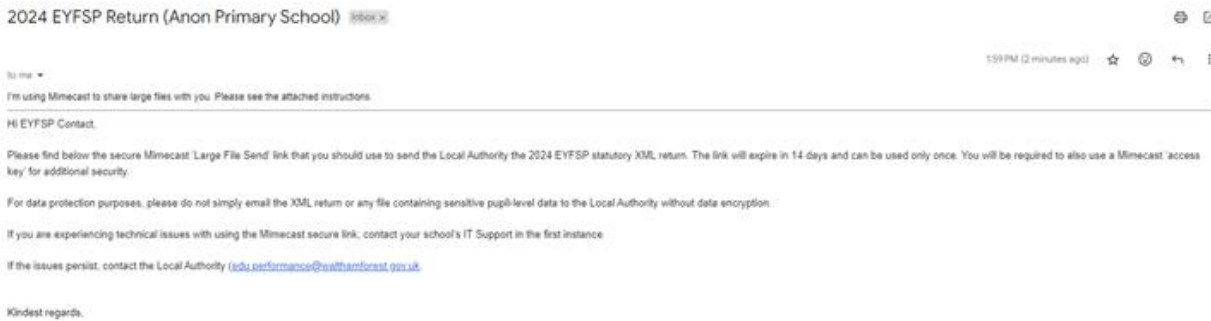 2024 EYFSP Return (Anon Primary School) Inbox x
1:59 PM (2 minutes ago)
to me
I'm using Mimecast to share large files with you. Please see the attached instructions.
Hi EYFSP Contact,
Please find below the secure Mimecast 'Large File Send' link that you should use to send the Local Authority the 2024 EYFSP statutory XML return. The link will expire in 14 days and can be used only once. You will be required to also use a Mimecast 'access
key' for additional security.
For data protection purposes, please do not simply email the XML return or any file containing sensitive pupil-level data to the Local Authority without data encryption.
If you are experiencing technical issues with using the Mimecast secure link, contact your school's IT Support in the first instance.
If the issues persist, contact the Local Authority (edu.performance@walthamforest.gov.uk.
Kindest regards,